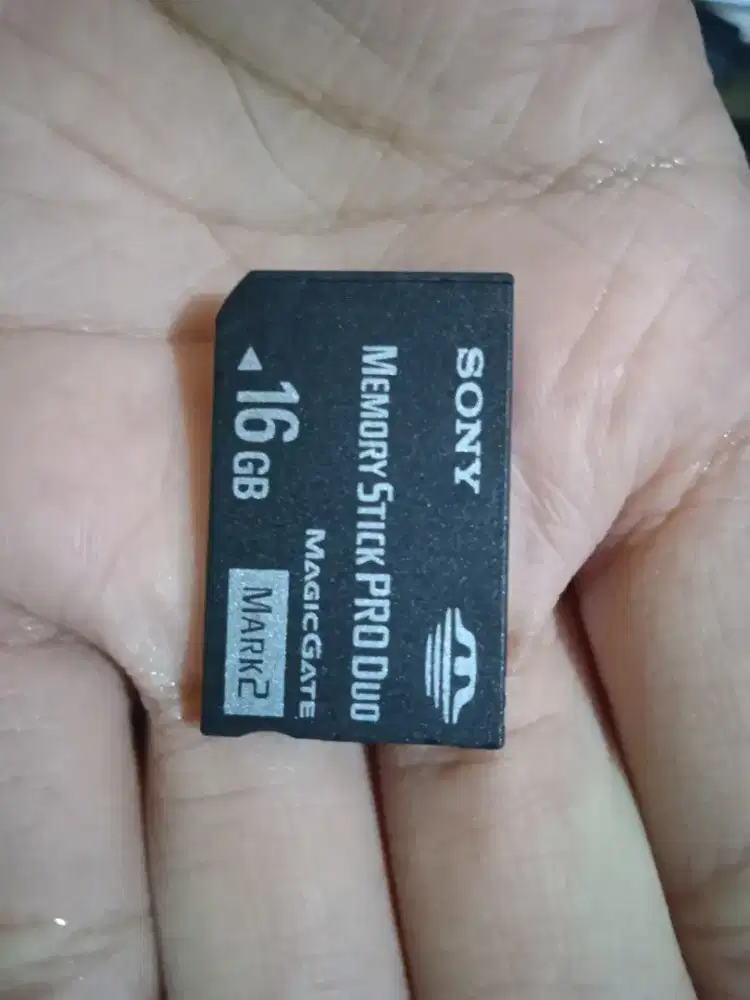 SONY
MEMORY STICK PRO DUO
MAGICGATE
16 GB
MARK2